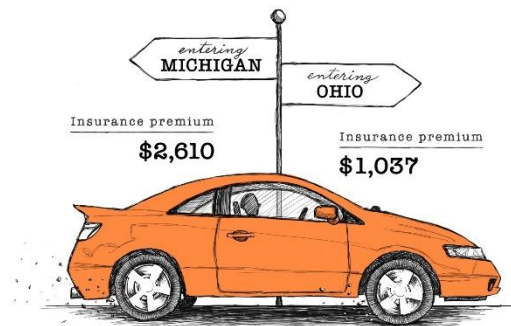 entering
MICHIGAN
entering
OHIO
Insurance premium
$2,610
Insurance premium
$1,037